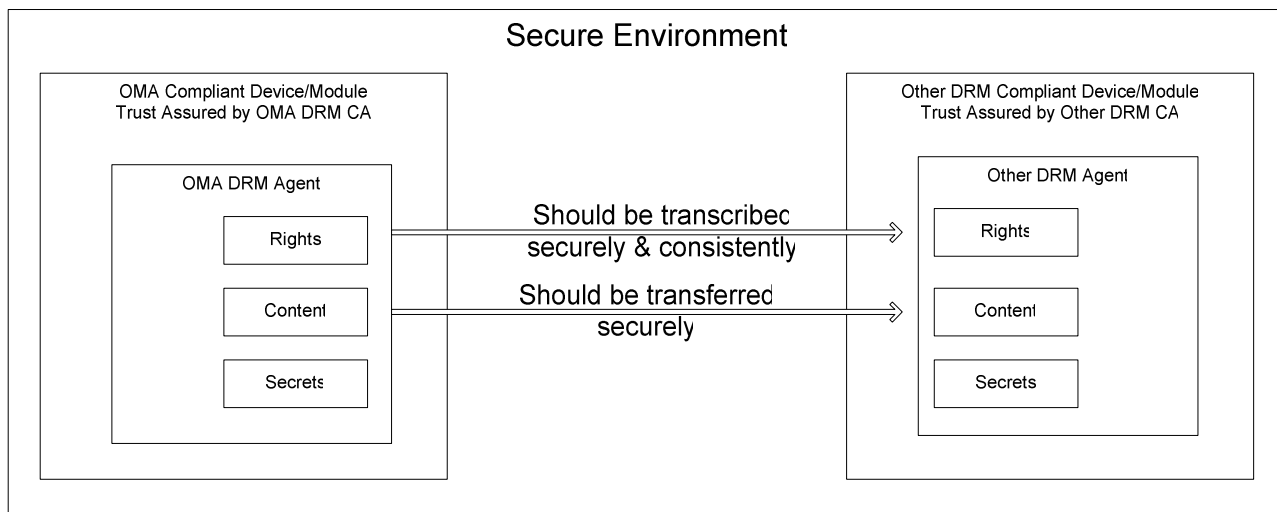 Secure Environment
OMA Compliant Device/Module
Trust Assured by OMA DRM CA
OMA DRM Agent
Rights
Content
Secrets
Should be transcribed
securely & consistently
Should be transferred
securely
Other DRM Compliant Device/Module
Trust Assured by Other DRM CA
Other DRM Agent
Rights
Content
Secrets